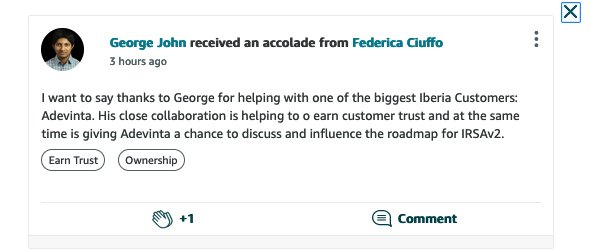 George John received an accolade from Federica Ciuffo
3 hours ago
I want to say thanks to George for helping with one of the biggest Iberia Customers:
Adevinta. His close collaboration is helping to o earn customer trust and at the same
time is giving Adevinta a chance to discuss and influence the roadmap for IRSAv2.
Earn Trust Ownership
+1 Comment